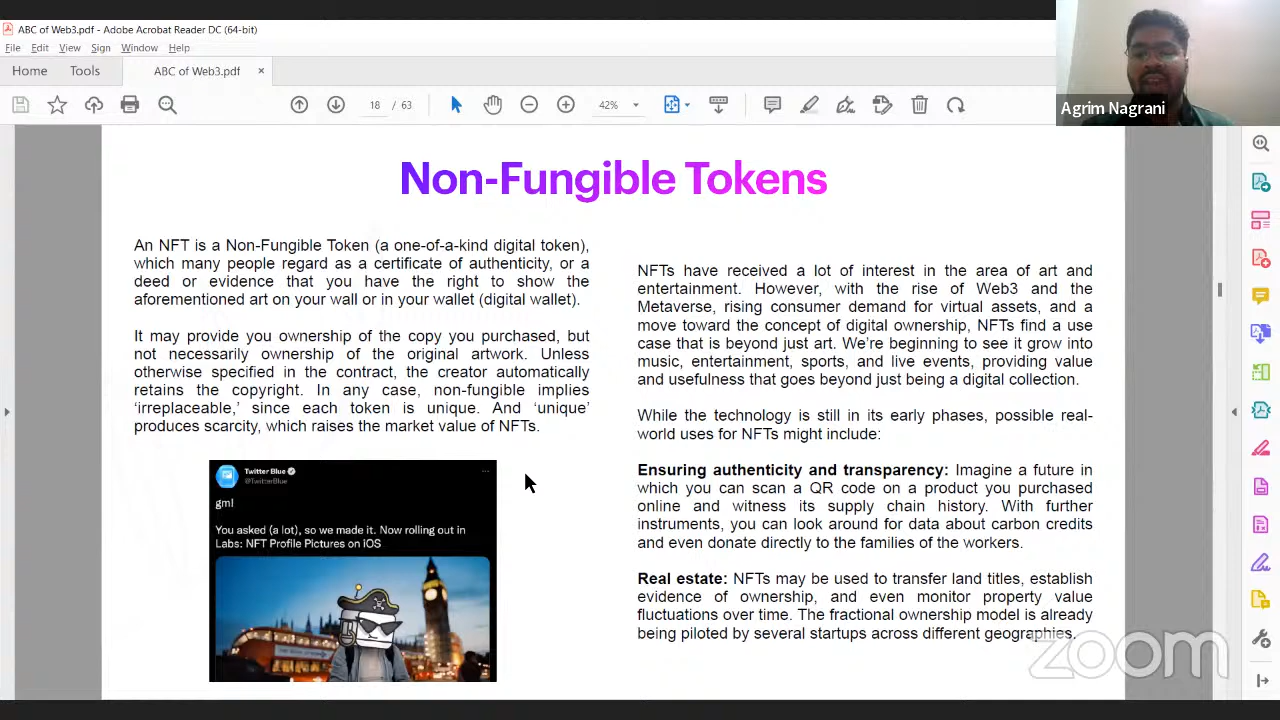 ABC of Web3.pdf - Adobe Acrobat Reader DC (64-bit)
File Edit View Sign Window Help
Home Tools ABC of Web3.pdf ×
18 / 63 42%
Agrim Nagrani
Non-Fungible Tokens
An NFT is a Non-Fungible Token (a one-of-a-kind digital token),
which many people regard as a certificate of authenticity, or a
deed or evidence that you have the right to show the
aforementioned art on your wall or in your wallet (digital wallet).
It may provide you ownership of the copy you purchased, but
not necessarily ownership of the original artwork. Unless
otherwise specified in the contract, the creator automatically
retains the copyright. In any case, non-fungible implies
‘irreplaceable,’ since each token is unique. And ‘unique’
produces scarcity, which raises the market value of NFTs.
Twitter Blue
@TwitterBlue
gm!
You asked (a lot), so we made it. Now rolling out in
Labs: NFT Profile Pictures on iOS
NFTs have received a lot of interest in the area of art and
entertainment. However, with the rise of Web3 and the
Metaverse, rising consumer demand for virtual assets, and a
move toward the concept of digital ownership, NFTs find a use
case that is beyond just art. We’re beginning to see it grow into
music, entertainment, sports, and live events, providing value
and usefulness that goes beyond just being a digital collection.
While the technology is still in its early phases, possible real-
world uses for NFTs might include:
Ensuring authenticity and transparency: Imagine a future in
which you can scan a QR code on a product you purchased
online and witness its supply chain history. With further
instruments, you can look around for data about carbon credits
and even donate directly to the families of the workers.
Real estate: NFTs may be used to transfer land titles, establish
evidence of ownership, and even monitor property value
fluctuations over time. The fractional ownership model is already
being piloted by several startups across different geographies.
zoom